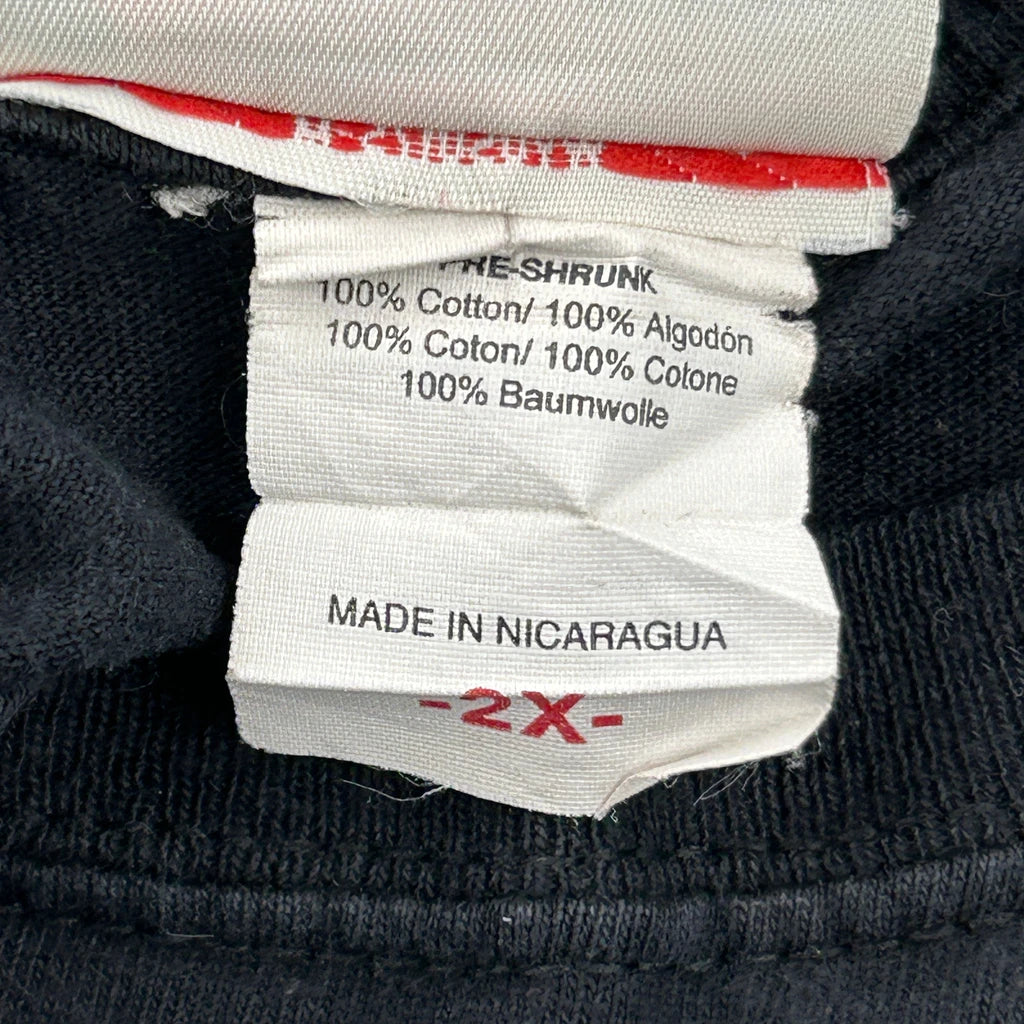 PRE-SHRUNK
100% Cotton/ 100% Algodón
100% Coton/ 100% Cotone
100% Baumwolle
MADE IN NICARAGUA
-2X-